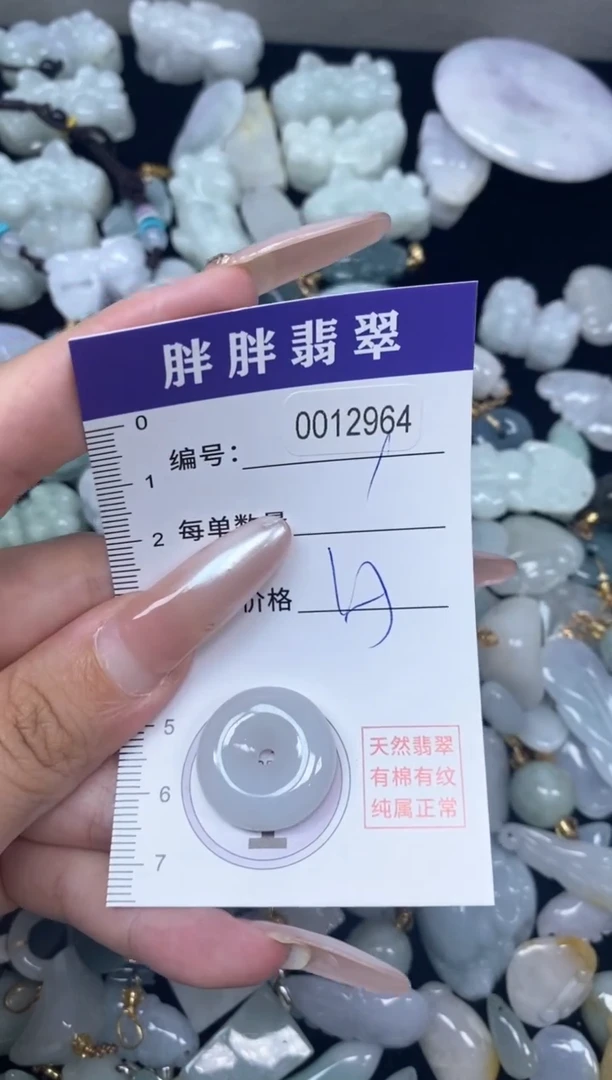 胖胖翡翠
0
编号: 0012964
1
2 每单数
价格
5
天然翡翠
有棉有纹
纯属正常
6
7